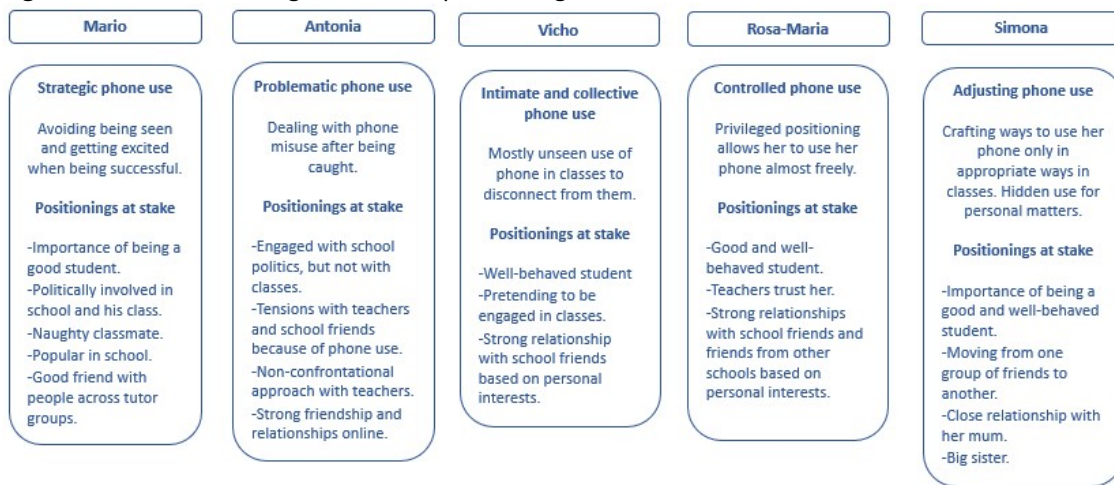 Mario
Strategic phone use
Avoiding being seen
and getting excited
when being successful.
Positionings at stake
-Importance of being a
good student.
-Politically involved in
school and his class.
-Naughty classmate.
-Popular in school.
-Good friend with
people across tutor
groups.
Antonia
Problematic phone use
Dealing with phone
misuse after being
caught.
Positionings at stake
-Engaged with school
politics, but not with
classes.
-Tensions with teachers
and school friends
because of phone use.
-Non-confrontational
approach with teachers.
-Strong friendship and
relationships online.
Vicho
Intimate and collective
phone use
Mostly unseen use of
phone in classes to
disconnect from them.
Positionings at stake
-Well-behaved student
-Pretending to be
engaged in classes.
-Strong relationship
with school friends
based on personal
interests.
Rosa-Maria
Controlled phone use
Privileged positioning
allows her to use her
phone almost freely.
Positionings at stake
-Good and well-
behaved student.
-Teachers trust her.
-Strong relationships
with school friends and
friends from other
schools based on
personal interests.
Simona
Adjusting phone use
Crafting ways to use her
phone only in
appropriate ways in
classes. Hidden use for
personal matters.
Positionings at stake
-Importance of being a
good and well-behaved
student.
-Moving from one
group of friends to
another.
-Close relationship with
her mum.
-Big sister.